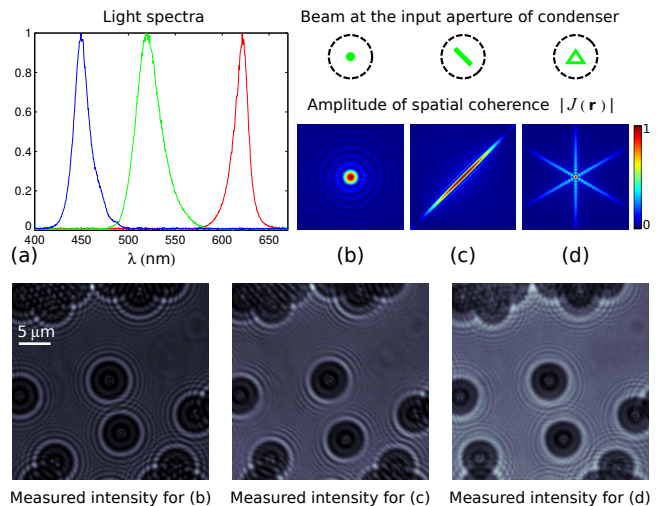 Light spectra
1
0.8
0.6
0.4
0.2
0
400 450 500 550 600 650
λ (nm)
(a)
Beam at the input aperture of condenser
Amplitude of spatial coherence |J(r)|
1
0
(b) (c) (d)
5 μm
Measured intensity for (b) Measured intensity for (c) Measured intensity for (d)